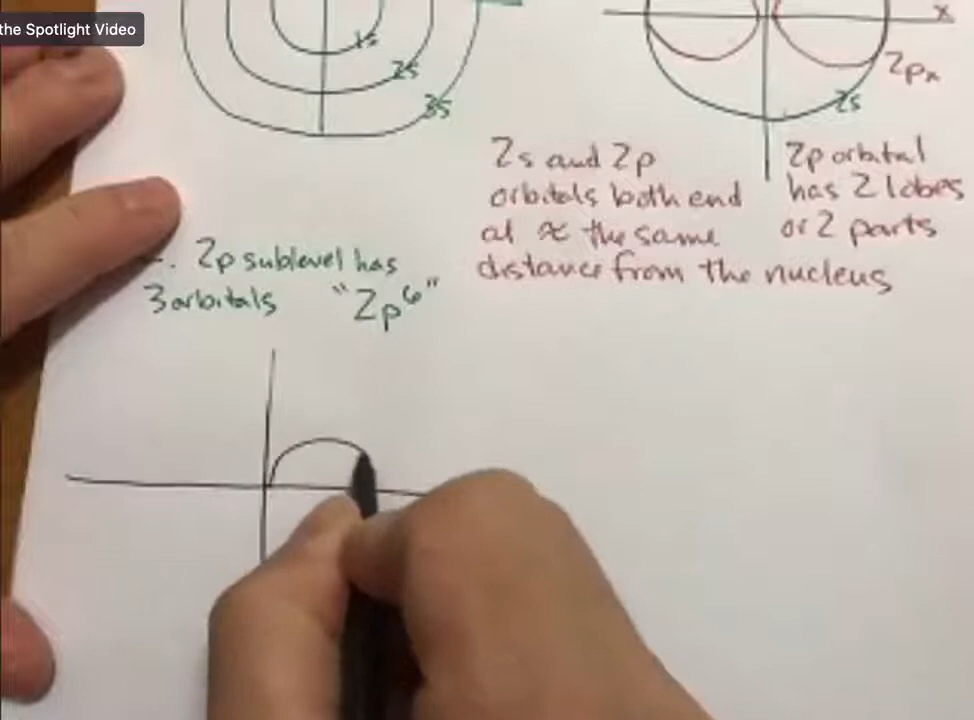 the Spotlight Video
1s
2s
3s
x
2px
2s
2s and 2p
orbitals both end
at ≈ the same
distance from the nucleus
2p orbital
has 2 lobes
or 2 parts
2p sublevel has
3 orbitals "2p⁶"